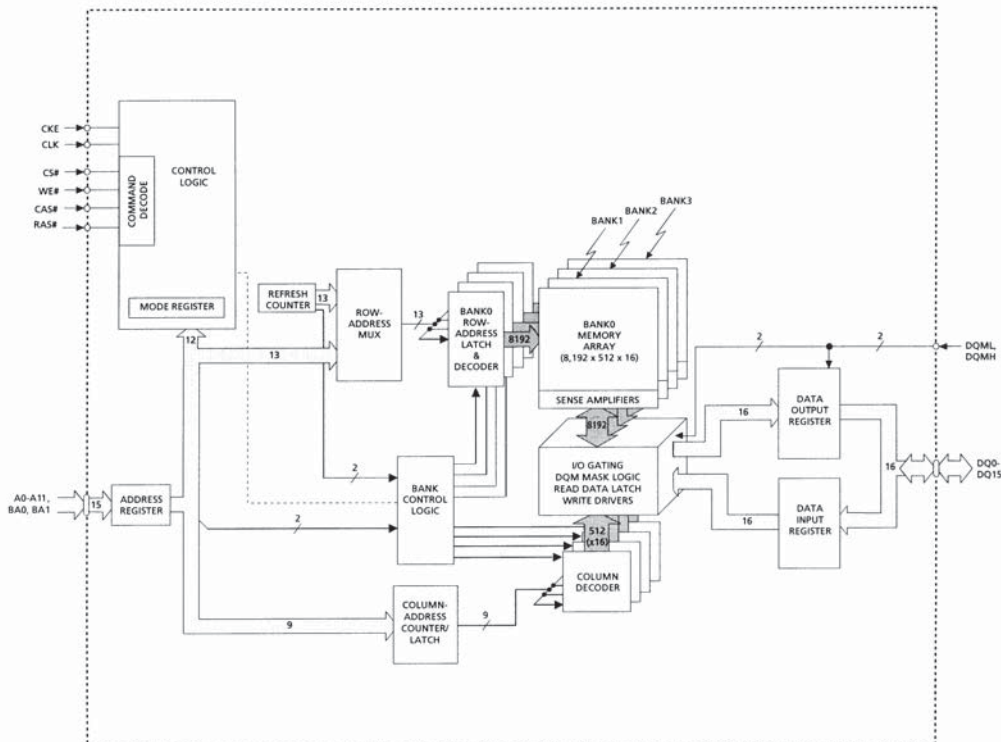 CKE
CLK
CS#
WE#
CAS#
RAS#
COMMAND
DECODE
CONTROL
LOGIC
MODE REGISTER
12
REFRESH
COUNTER
13
ROW-
ADDRESS
MUX
13
13
BANK0
ROW-
ADDRESS
LATCH
&
DECODER
8192
BANK1
BANK2
BANK3
BANK0
MEMORY
ARRAY
(8,192 x 512 x 16)
SENSE AMPLIFIERS
8192
I/O GATING
DQM MASK LOGIC
READ DATA LATCH
WRITE DRIVERS
512
(x16)
COLUMN
DECODER
2
2
DQML,
DQMH
DATA
OUTPUT
REGISTER
16
16
DQ0-
DQ15
DATA
INPUT
REGISTER
16
A0-A11,
BA0, BA1
15
ADDRESS
REGISTER
2
2
BANK
CONTROL
LOGIC
9
COLUMN-
ADDRESS
COUNTER/
LATCH
9